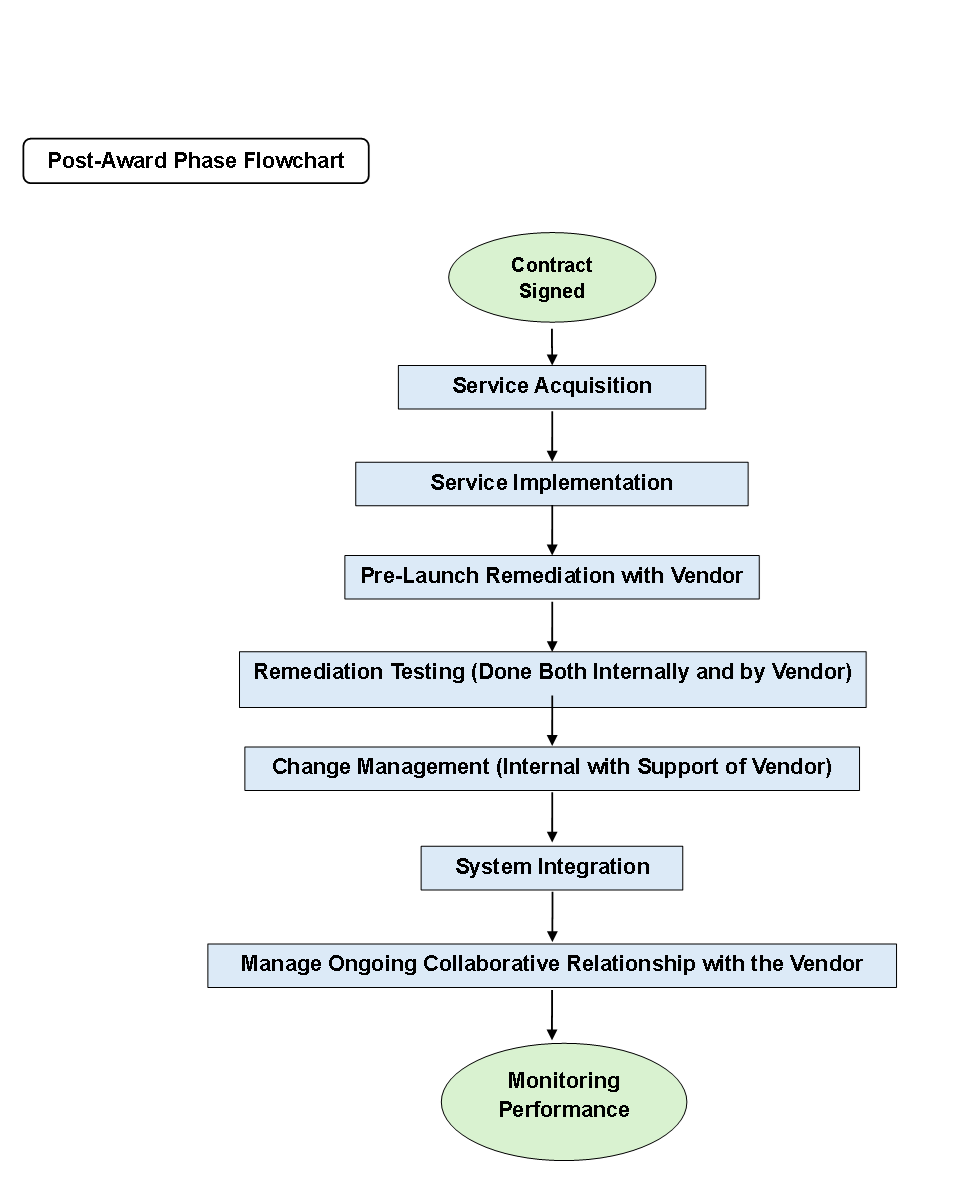 Post-Award Phase Flowchart
Contract
Signed
Service Acquisition
Service Implementation
Pre-Launch Remediation with Vendor
Remediation Testing (Done Both Internally and by Vendor)
Change Management (Internal with Support of Vendor)
System Integration
Manage Ongoing Collaborative Relationship with the Vendor
Monitoring
Performance